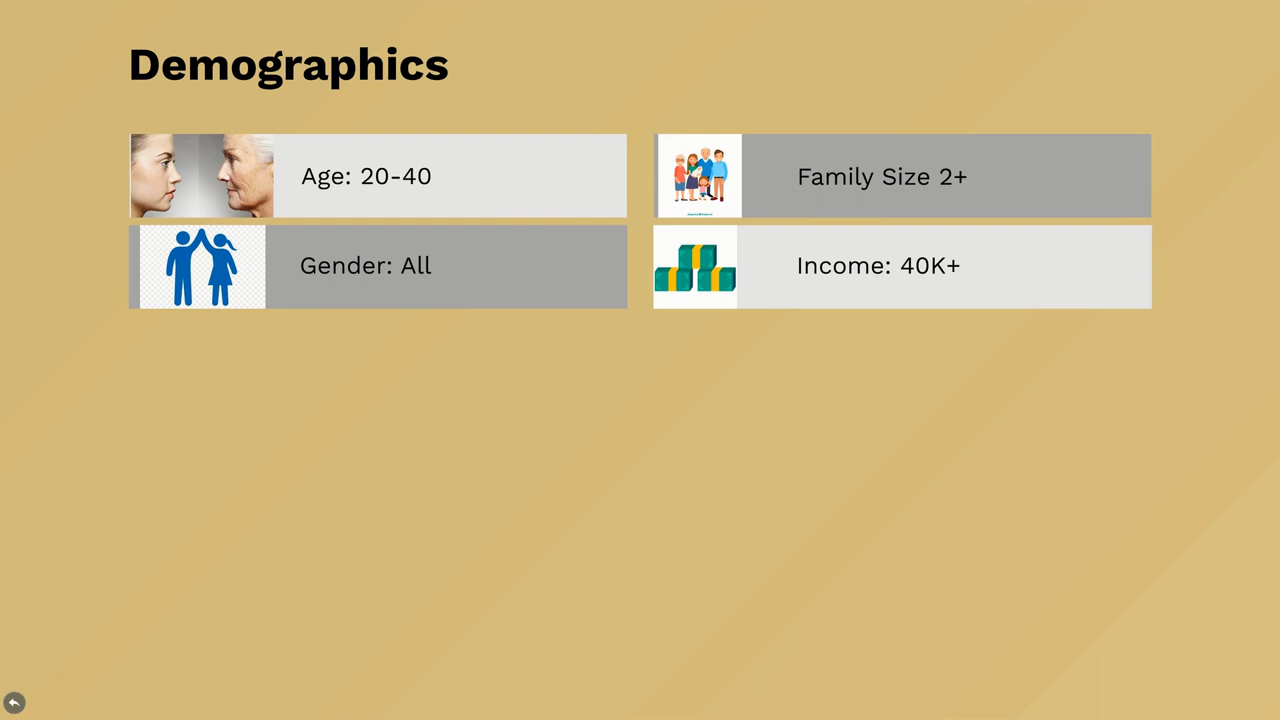 Demographics
Age: 20-40
Family Size 2+
Gender: All
Income: 40K+